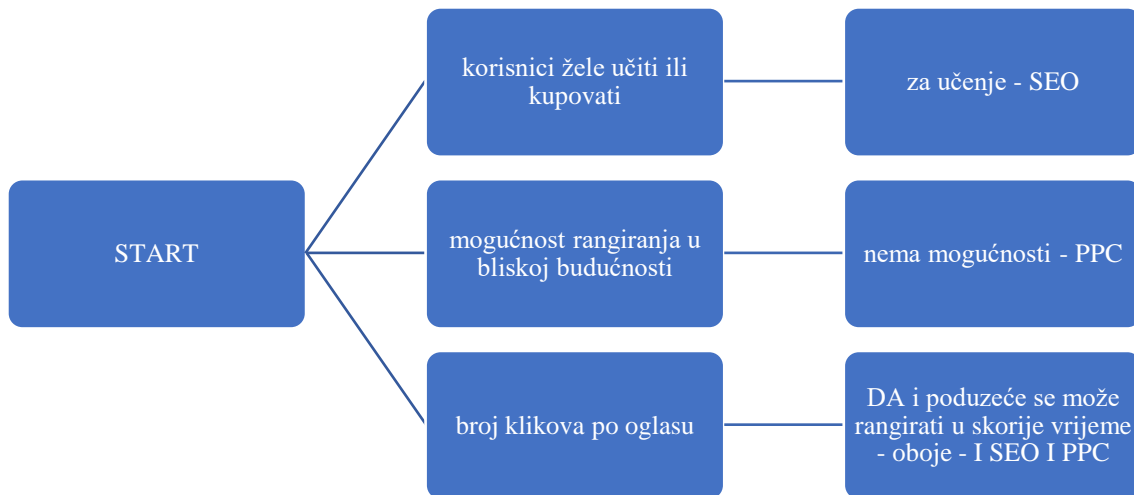 START
korisnici žele učiti ili
kupovati
za učenje - SEO
mogućnost rangiranja u
bliskoj budućnosti
nema mogućnosti - PPC
broj klikova po oglasu
DA i poduzeće se može
rangirati u skorije vrijeme
- oboje - I SEO I PPC